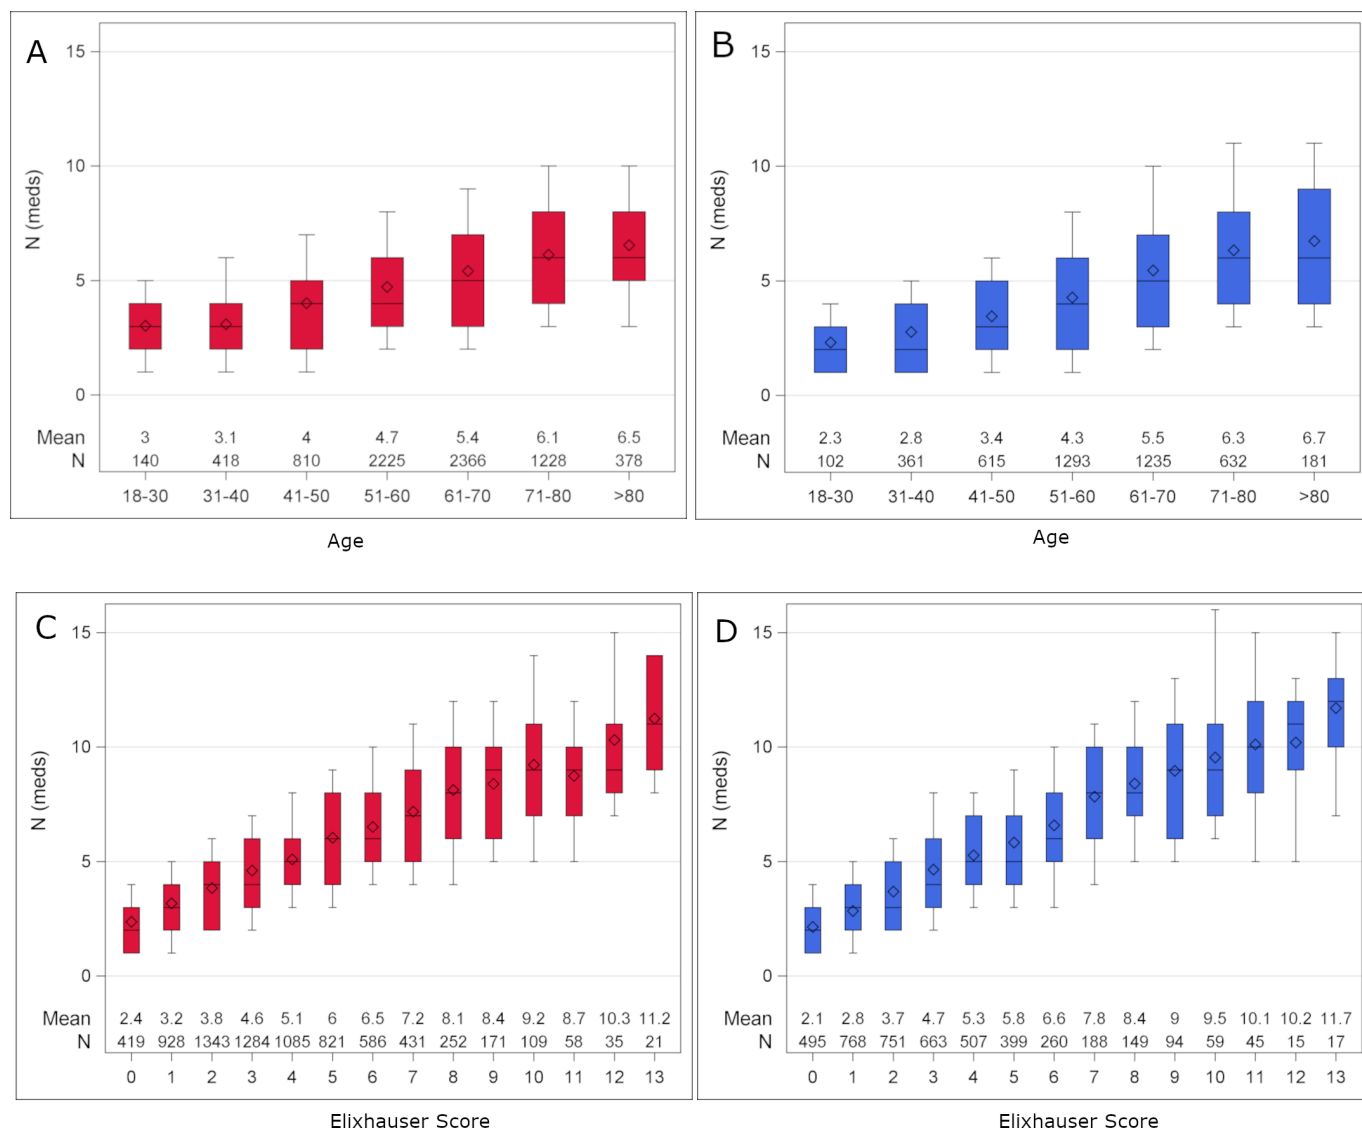 A
15
10
5
0
N (meds)
Mean 3 3.1 4 4.7 5.4 6.1 6.5
N 140 418 810 2225 2366 1228 378
18-30 31-40 41-50 51-60 61-70 71-80 >80
Age
B
15
10
5
0
N (meds)
Mean 2.3 2.8 3.4 4.3 5.5 6.3 6.7
N 102 361 615 1293 1235 632 181
18-30 31-40 41-50 51-60 61-70 71-80 >80
Age
C
15
10
5
0
N (meds)
Mean 2.4 3.2 3.8 4.6 5.1 6 6.5 7.2 8.1 8.4 9.2 8.7 10.3 11.2
N 419 928 1343 1284 1085 821 586 431 252 171 109 58 35 21
0 1 2 3 4 5 6 7 8 9 10 11 12 13
Elixhauser Score
D
15
10
5
0
N (meds)
Mean 2.1 2.8 3.7 4.7 5.3 5.8 6.6 7.8 8.4 9 9.5 10.1 10.2 11.7
N 495 768 751 663 507 399 260 188 149 94 59 45 15 17
0 1 2 3 4 5 6 7 8 9 10 11 12 13
Elixhauser Score